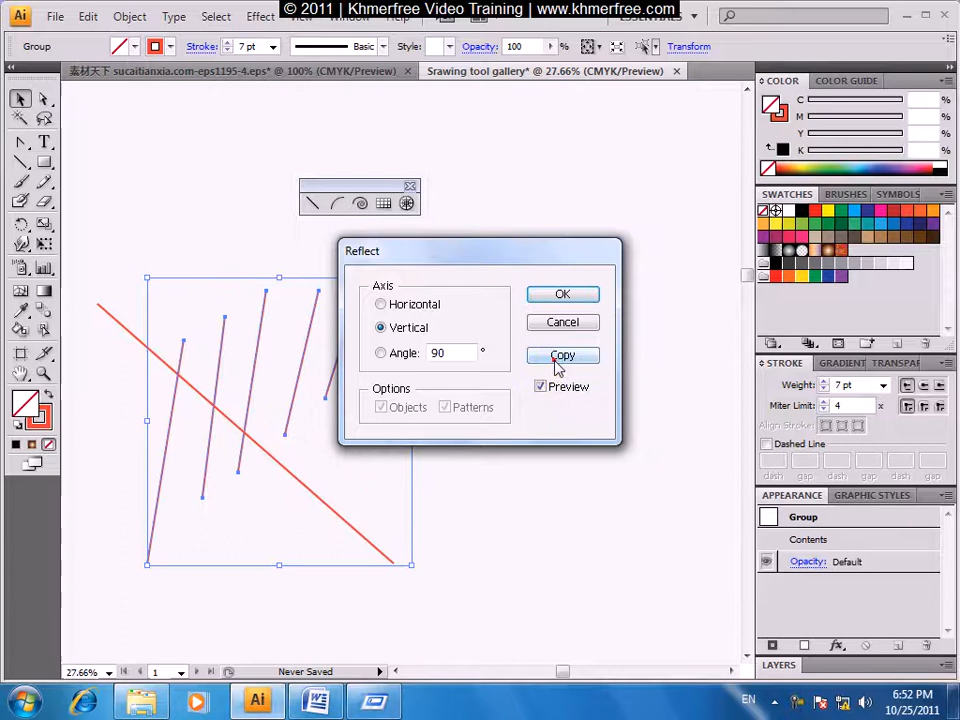 © 2011 | Khmerfree Video Training | www.khmerfree.com
Ai File Edit Object Type Select Effect
Group Stroke: 7 pt Basic Style: Opacity: 100 % Transform
素材天下 sucaitianxia.com-eps1195-4.eps* @ 100% (CMYK/Preview) Srawing tool gallery* @ 27.66% (CMYK/Preview)
COLOR COLOR GUIDE
C %
M %
Y %
K %
SWATCHES BRUSHES SYMBOLS
Reflect
Axis
Horizontal
Vertical
Angle: 90 °
Options
Objects Patterns
OK
Cancel
Copy
Preview
STROKE GRADIENT TRANSPAR
Weight: 7 pt
Miter Limit: 4 x
Align Stroke:
Dashed Line
dash gap dash gap dash gap
APPEARANCE GRAPHIC STYLES
Group
Contents
Opacity: Default
LAYERS
27.66% 1 Never Saved
Ai EN 6:52 PM
10/25/2011